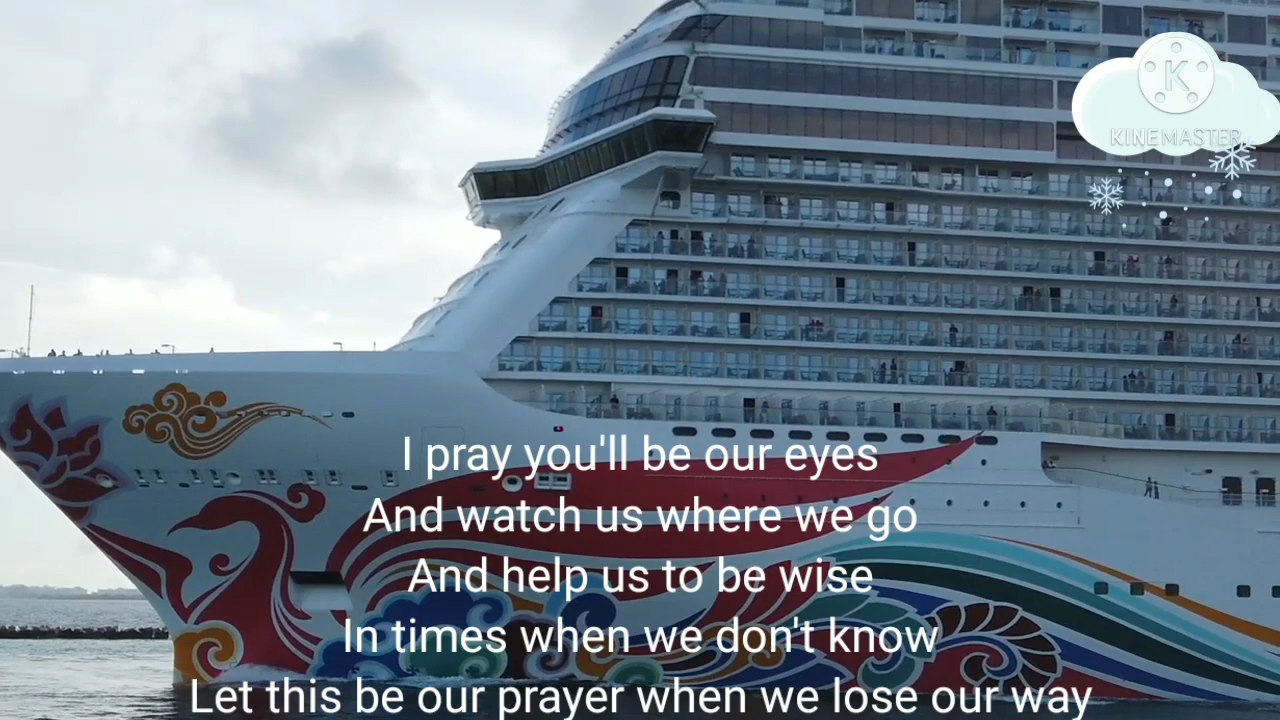 K
KINEMASTER
I pray you'll be our eyes
And watch us where we go
And help us to be wise
In times when we don't know
Let this be our prayer when we lose our way